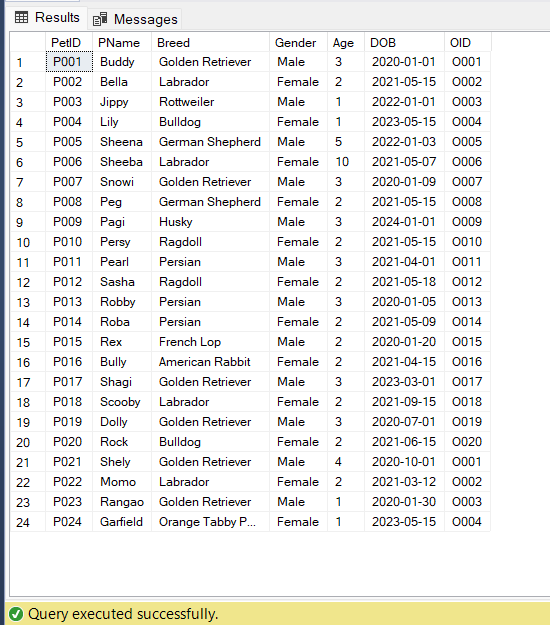 Results Messages
PetID PName Breed Gender Age DOB OID
1 P001 Buddy Golden Retriever Male 3 2020-01-01 O001
2 P002 Bella Labrador Female 2 2021-05-15 O002
3 P003 Jippy Rottweiler Male 1 2022-01-01 O003
4 P004 Lily Bulldog Female 1 2023-05-15 O004
5 P005 Sheena German Shepherd Male 5 2022-01-03 O005
6 P006 Sheeba Labrador Female 10 2021-05-07 O006
7 P007 Snowi Golden Retriever Male 3 2020-01-09 O007
8 P008 Peg German Shepherd Female 2 2021-05-15 O008
9 P009 Pagi Husky Male 3 2024-01-01 O009
10 P010 Persy Ragdoll Female 2 2021-05-15 O010
11 P011 Pearl Persian Male 3 2021-04-01 O011
12 P012 Sasha Ragdoll Female 2 2021-05-18 O012
13 P013 Robby Persian Male 3 2020-01-05 O013
14 P014 Roba Persian Female 2 2021-05-09 O014
15 P015 Rex French Lop Male 2 2020-01-20 O015
16 P016 Bully American Rabbit Female 2 2021-04-15 O016
17 P017 Shagi Golden Retriever Male 3 2023-03-01 O017
18 P018 Scooby Labrador Female 2 2021-09-15 O018
19 P019 Dolly Golden Retriever Male 3 2020-07-01 O019
20 P020 Rock Bulldog Female 2 2021-06-15 O020
21 P021 Shely Golden Retriever Male 4 2020-10-01 O001
22 P022 Momo Labrador Female 2 2021-03-12 O002
23 P023 Rangao Golden Retriever Male 1 2020-01-30 O003
24 P024 Garfield Orange Tabby P... Female 1 2023-05-15 O004
Query executed successfully.